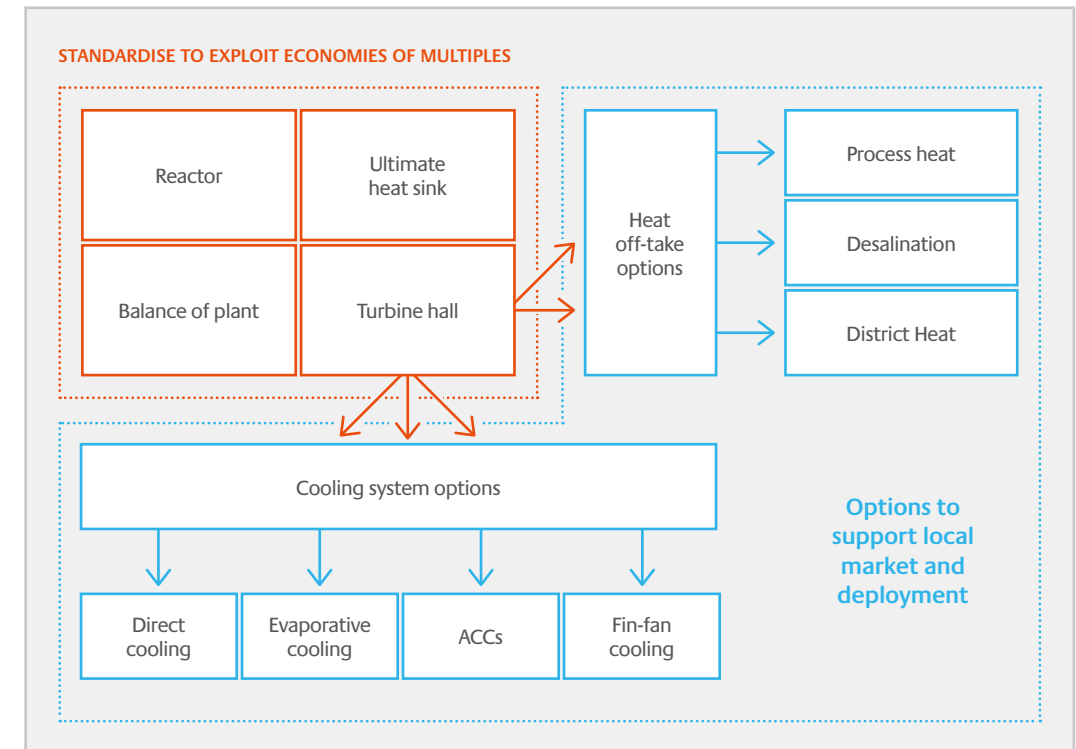 STANDARDISE TO EXPLOIT ECONOMIES OF MULTIPLES
Reactor
Ultimate
heat sink
Balance of plant
Turbine hall
Heat
off-take
options
Process heat
Desalination
District Heat
Cooling system options
Direct
cooling
Evaporative
cooling
ACCs
Fin-fan
cooling
Options to
support local
market and
deployment